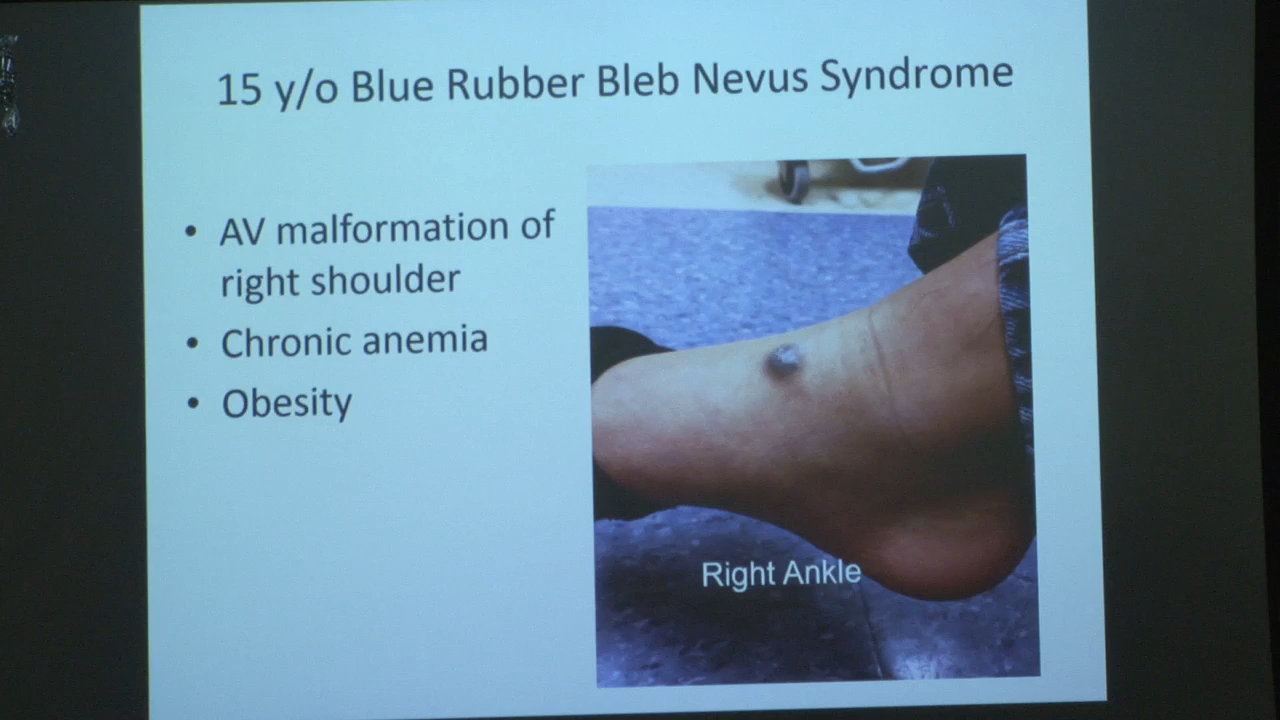 15 y/o Blue Rubber Bleb Nevus Syndrome
• AV malformation of
right shoulder
• Chronic anemia
• Obesity
Right Ankle